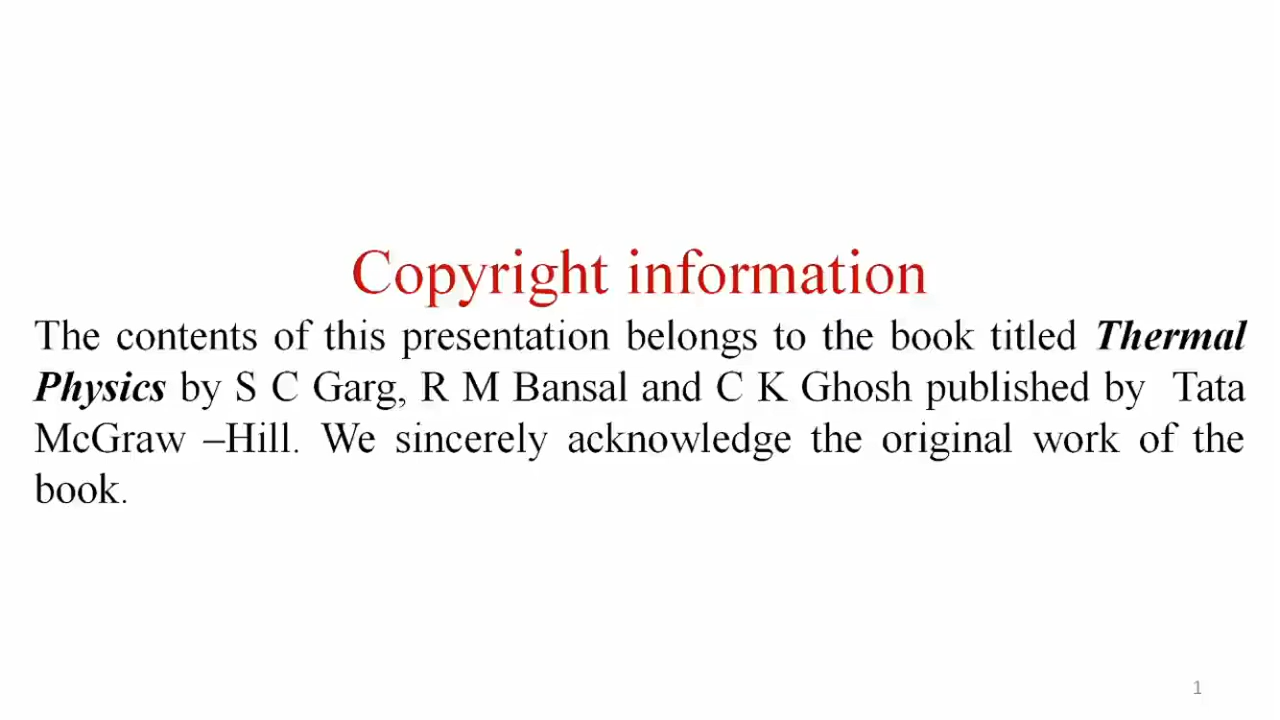 Copyright information
The contents of this presentation belongs to the book titled Thermal
Physics by S C Garg, R M Bansal and C K Ghosh published by Tata
McGraw –Hill. We sincerely acknowledge the original work of the
book.
1